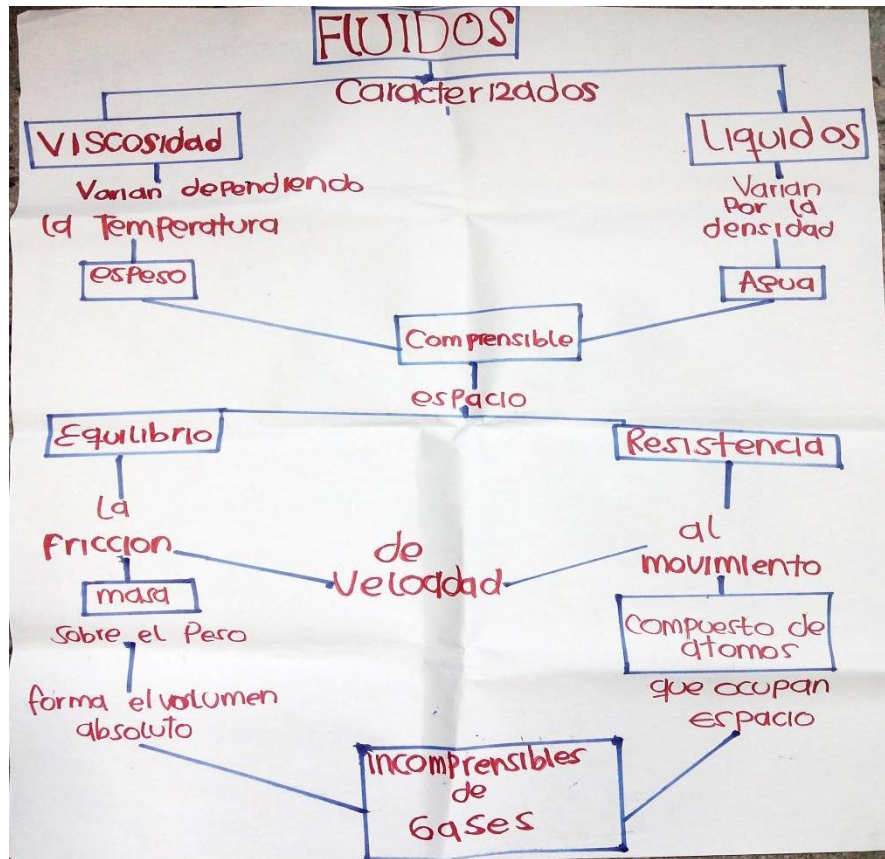 FLUIDOS
Caracterizados
Viscosidad
Liquidos
Varian dependiendo
la Temperatura
Varian
Por la
densidad
espeso
Agua
Comprensible
espacio
Equilibrio
Resistencia
La
Friccion
de
Velocidad
al
movimiento
masa
Sobre el Peso
Compuesto de
atomos
forma el volumen
absoluto
que ocupan
espacio
incomprensibles
de
Gases